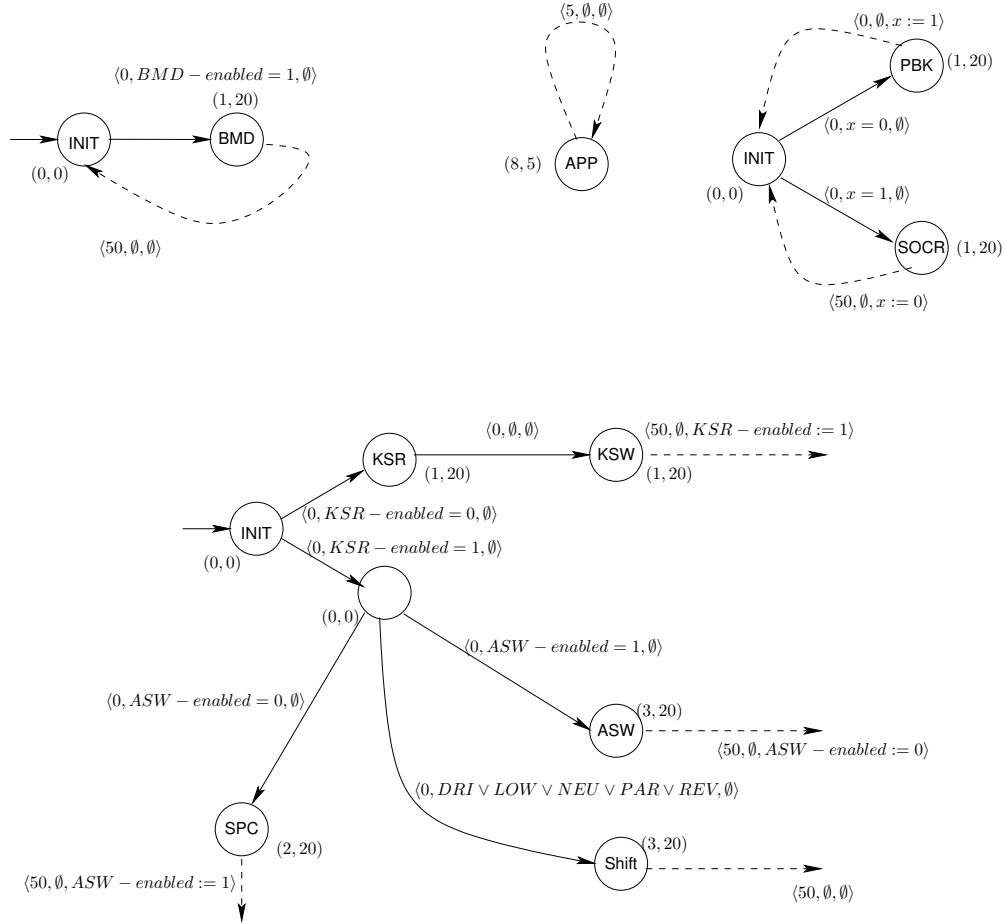 ⟨5, ∅, ∅⟩
⟨0, ∅, x := 1⟩
PBK
(1, 20)
⟨0, BMD − enabled = 1, ∅⟩
(1, 20)
INIT
BMD
(0, 0)
⟨50, ∅, ∅⟩
(8, 5)
APP
⟨0, x = 0, ∅⟩
INIT
(0, 0)
⟨0, x = 1, ∅⟩
SOCR
(1, 20)
⟨50, ∅, x := 0⟩
⟨0, ∅, ∅⟩
⟨50, ∅, KSR − enabled := 1⟩
KSR
KSW
(1, 20)
(1, 20)
⟨0, KSR − enabled = 0, ∅⟩
INIT
⟨0, KSR − enabled = 1, ∅⟩
(0, 0)
(0, 0)
⟨0, ASW − enabled = 1, ∅⟩
⟨0, ASW − enabled = 0, ∅⟩
(3, 20)
ASW
⟨50, ∅, ASW − enabled := 0⟩
⟨0, DRI ∨ LOW ∨ NEU ∨ PAR ∨ REV, ∅⟩
SPC
(2, 20)
(3, 20)
Shift
⟨50, ∅, ASW − enabled := 1⟩
⟨50, ∅, ∅⟩